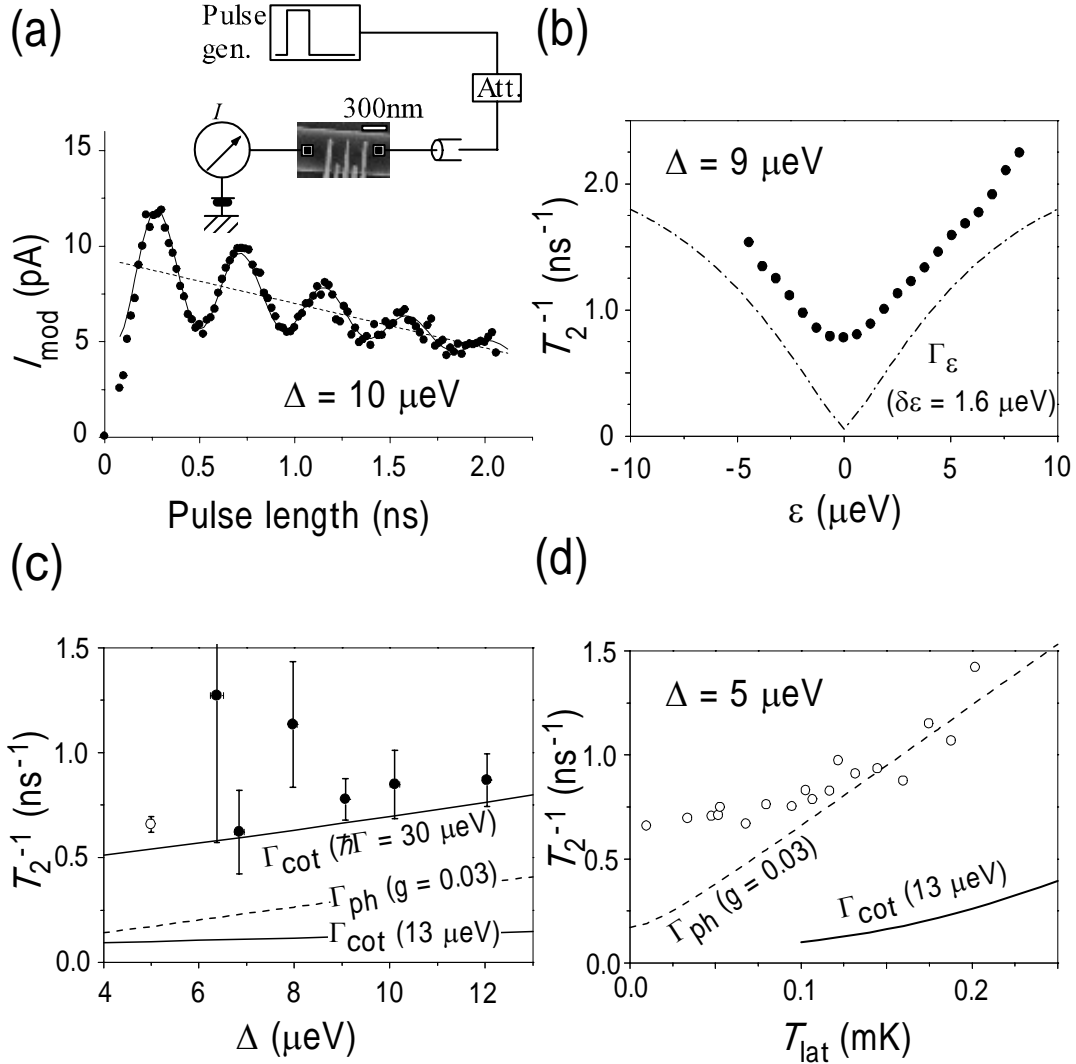 (a)
Pulse
gen.
Att.
300nm
I
15
10
5
0
I_mod (pA)
Δ = 10 μeV
0.0 0.5 1.0 1.5 2.0
Pulse length (ns)
(b)
Δ = 9 μeV
2.0
1.0
0
T_2^-1 (ns^-1)
Γ_ε
(δε = 1.6 μeV)
-10 -5 0 5 10
ε (μeV)
(c)
1.5
1.0
0.5
0.0
T_2^-1 (ns^-1)
Γ_cot (ℏΓ = 30 μeV)
Γ_ph (g = 0.03)
Γ_cot (13 μeV)
4 6 8 10 12
Δ (μeV)
(d)
Δ = 5 μeV
1.5
1.0
0.5
0.0
T_2^-1 (ns^-1)
Γ_ph (g = 0.03)
Γ_cot (13 μeV)
0.0 0.1 0.2
T_lat (mK)